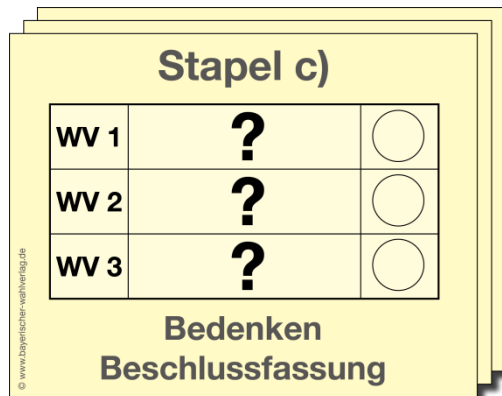 Stapel c)
WV 1 ?
WV 2 ?
WV 3 ?
Bedenken
Beschlussfassung
© www.bayerischer-wahlverlag.de